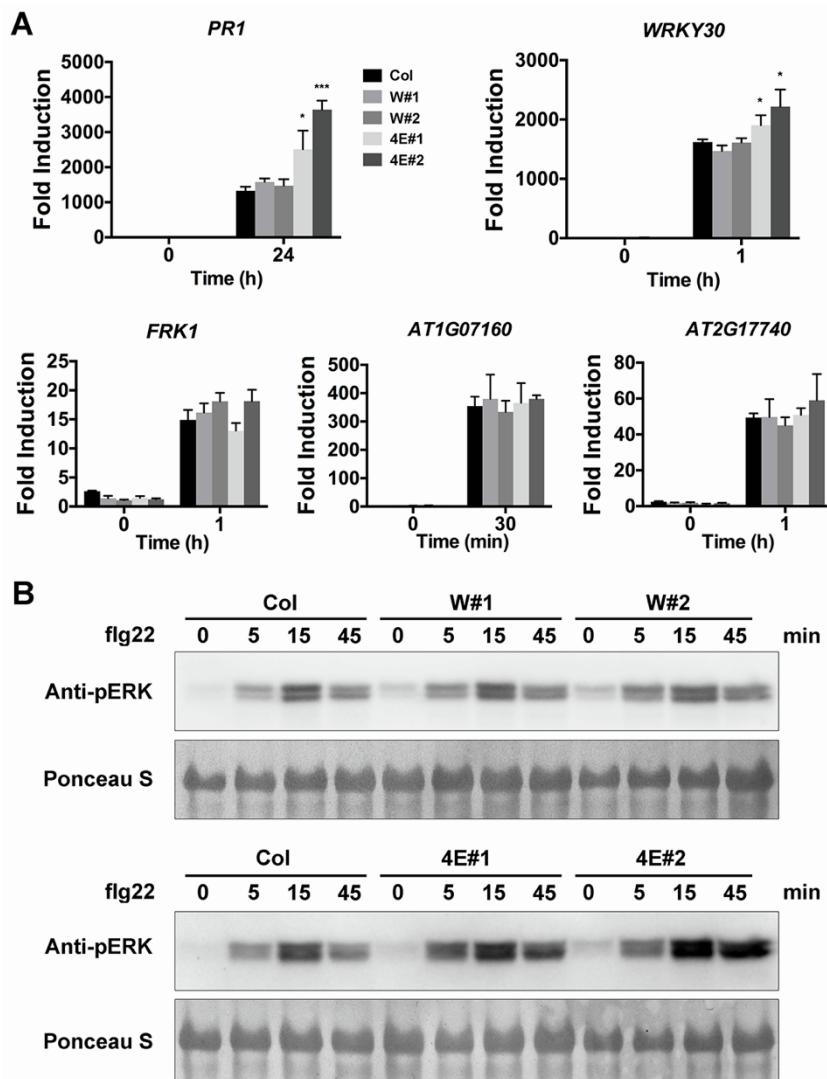 A
PR1
Fold Induction
5000
4000
3000
2000
1000
0
*
***
0 24
Time (h)
Col
W#1
W#2
4E#1
4E#2
WRKY30
Fold Induction
3000
2000
1000
0
*
*
0 1
Time (h)
FRK1
Fold Induction
25
20
15
10
5
0
0 1
Time (h)
AT1G07160
Fold Induction
500
400
300
200
100
0
0 30
Time (min)
AT2G17740
Fold Induction
80
60
40
20
0
0 1
Time (h)
B
Col W#1 W#2
flg22 0 5 15 45 0 5 15 45 0 5 15 45 min
Anti-pERK
Ponceau S
Col 4E#1 4E#2
flg22 0 5 15 45 0 5 15 45 0 5 15 45 min
Anti-pERK
Ponceau S